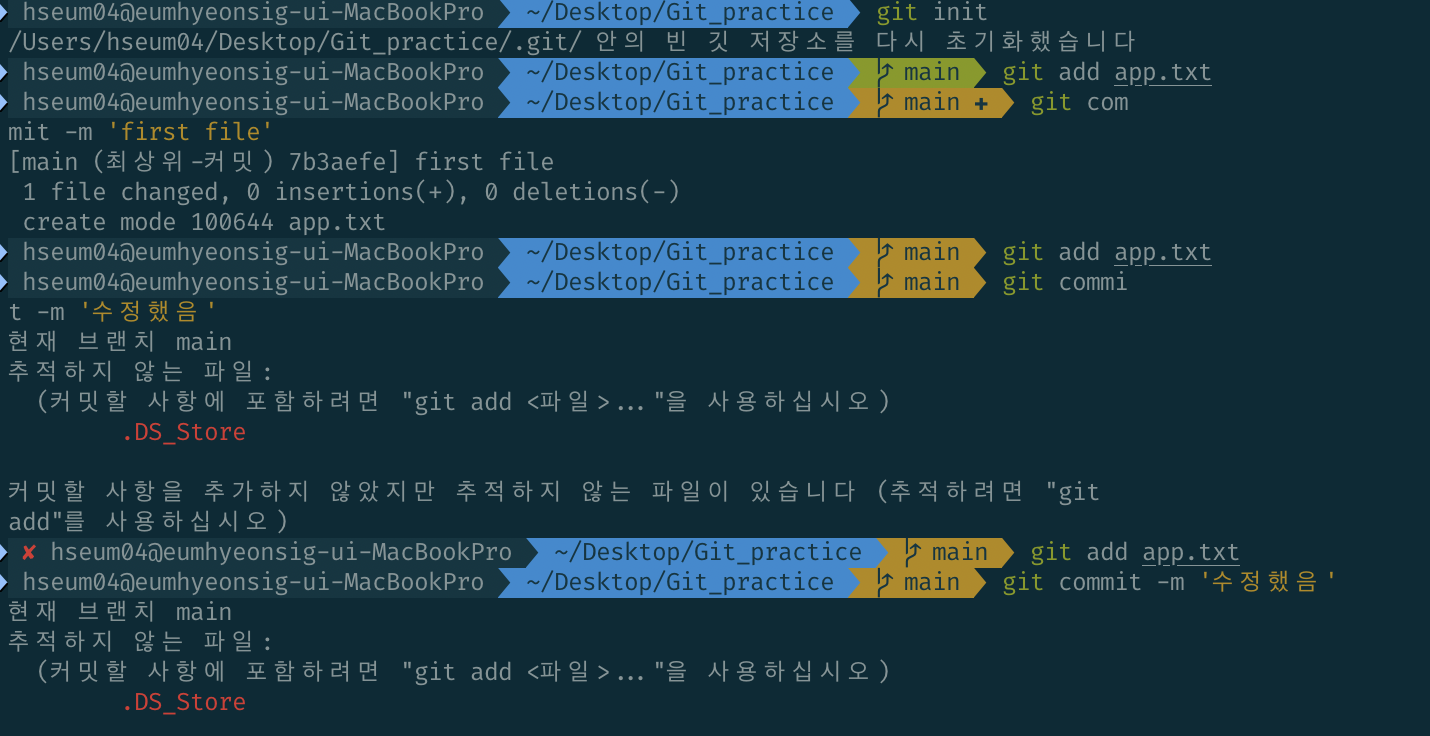 hseum04@eumhyeonsig-ui-MacBookPro ~/Desktop/Git_practice git init
/Users/hseum04/Desktop/Git_practice/.git/ 안의 빈 깃 저장소를 다시 초기화했습니다
hseum04@eumhyeonsig-ui-MacBookPro ~/Desktop/Git_practice main git add app.txt
hseum04@eumhyeonsig-ui-MacBookPro ~/Desktop/Git_practice main + git com
mit -m 'first file'
[main (최상위-커밋) 7b3aefe] first file
1 file changed, 0 insertions(+), 0 deletions(-)
create mode 100644 app.txt
hseum04@eumhyeonsig-ui-MacBookPro ~/Desktop/Git_practice main git add app.txt
hseum04@eumhyeonsig-ui-MacBookPro ~/Desktop/Git_practice main git commi
t -m '수정했음'
현재 브랜치 main
추적하지 않는 파일:
(커밋할 사항에 포함하려면 "git add <파일>..."을 사용하십시오)
.DS_Store
커밋할 사항을 추가하지 않았지만 추적하지 않는 파일이 있습니다 (추적하려면 "git
add"를 사용하십시오)
✘ hseum04@eumhyeonsig-ui-MacBookPro ~/Desktop/Git_practice main git add app.txt
hseum04@eumhyeonsig-ui-MacBookPro ~/Desktop/Git_practice main git commit -m '수정했음'
현재 브랜치 main
추적하지 않는 파일:
(커밋할 사항에 포함하려면 "git add <파일>..."을 사용하십시오)
.DS_Store